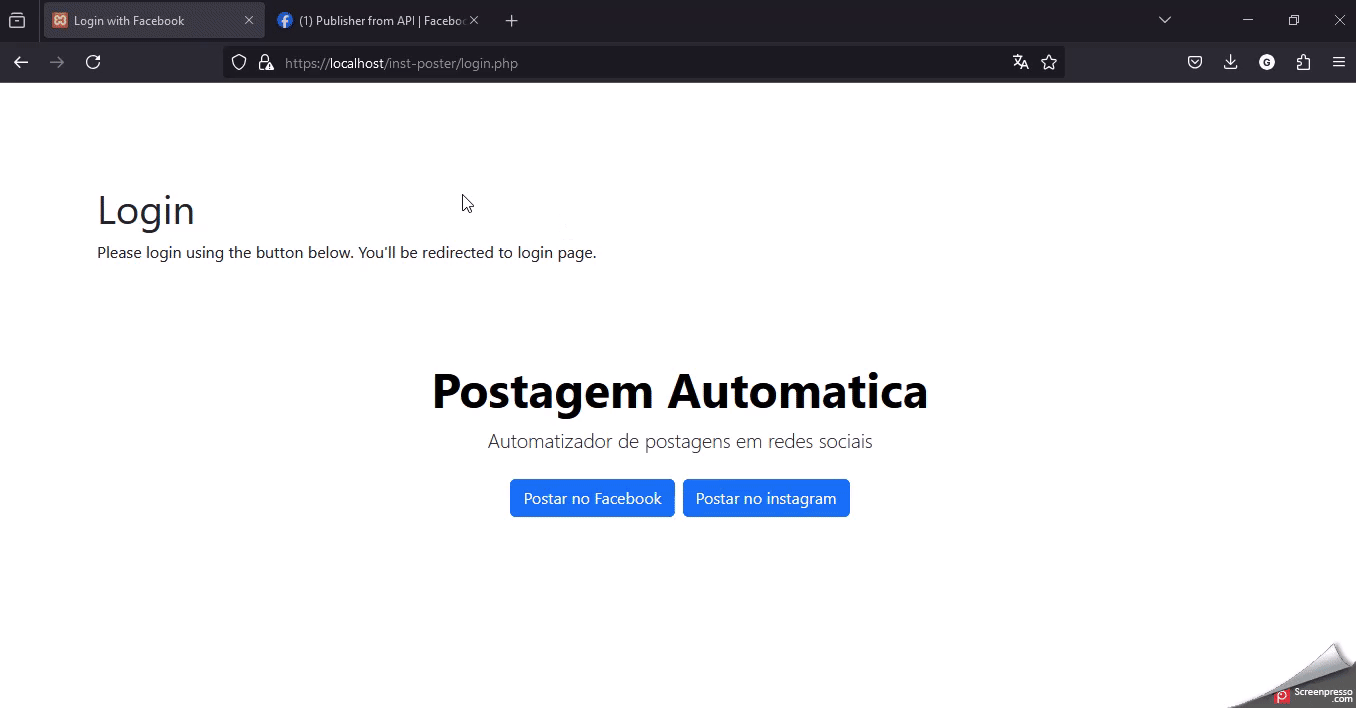 Login with Facebook
(1) Publisher from API | Facebo
https://localhost/inst-poster/login.php
G
Login
Please login using the button below. You'll be redirected to login page.
Postagem Automatica
Automatizador de postagens em redes sociais
Postar no Facebook
Postar no instagram
Screenpresso
.com